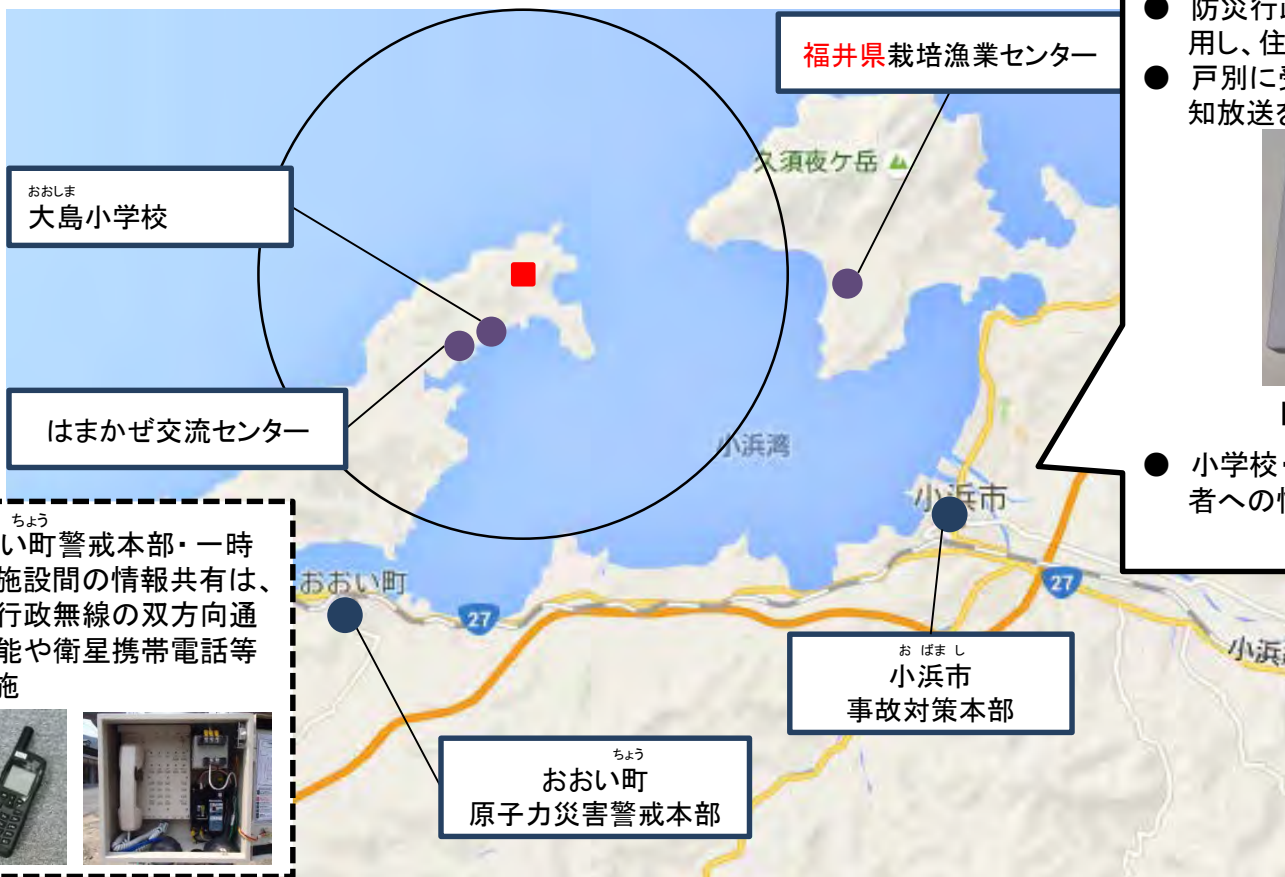 防災行政
用し、住
戸別に
知放送を
福井県栽培漁業センター
久須夜ケ岳
おおしま
大島小学校
はまかぜ交流センター
小浜湾
小浜市
小学校・
者への情
ちょう
い町警戒本部・一時
施設間の情報共有は、
行政無線の双方向通
能や衛星携帯電話等
施
おおい町
27
27
小浜
お ばま し
小浜市
事故対策本部
ちょう
おおい町
原子力災害警戒本部